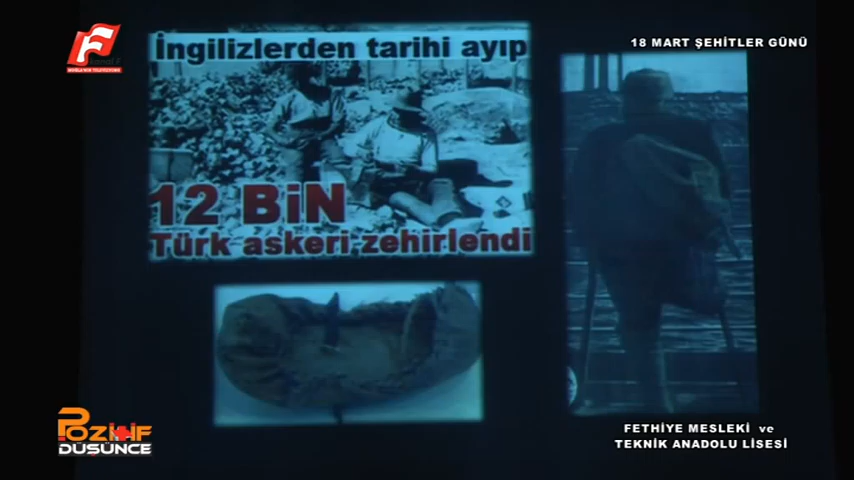 18 MART ŞEHİTLER GÜNÜ
İngilizlerden tarihi ayıp
12 BiN
Türk askeri zehirlendi
POZİTİF
DÜŞÜNCE
FETHİYE MESLEKİ ve
TEKNİK ANADOLU LİSESİ